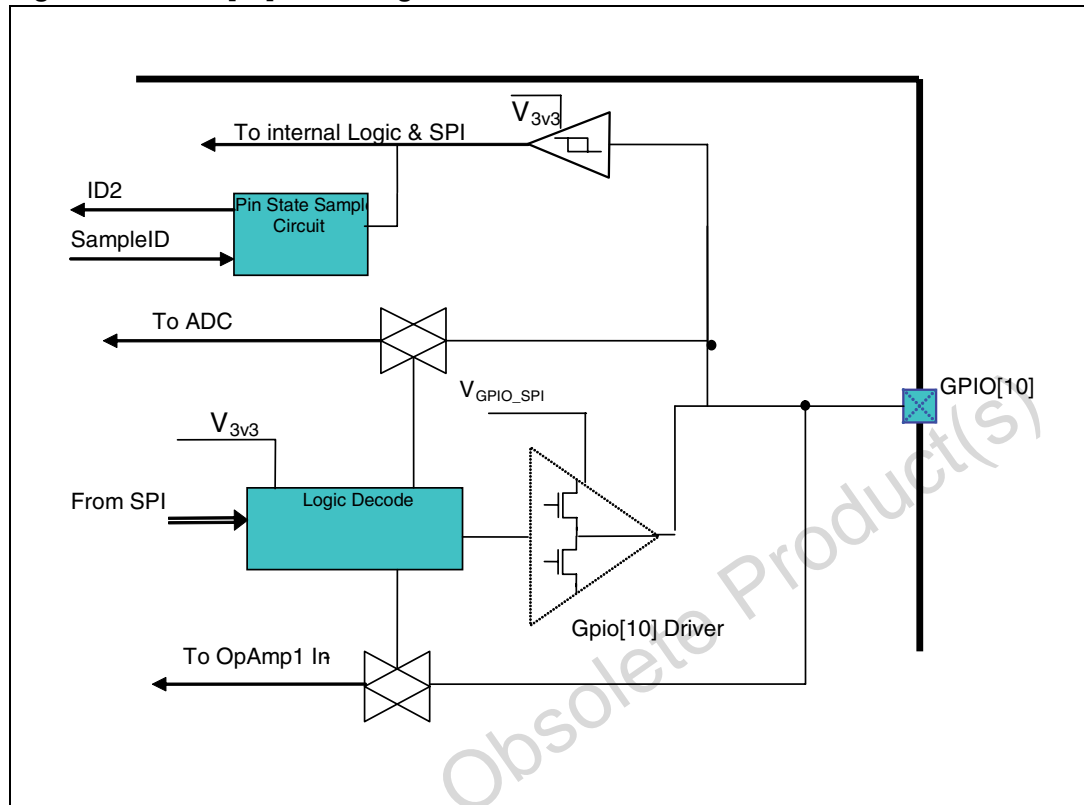 V3v3
To internal Logic & SPI
ID2
Pin State Sample
Circuit
SampleID
To ADC
VGPIO_SPI
GPIO[10]
V3v3
From SPI
Logic Decode
Gpio[10] Driver
To OpAmp1 In-
Obsolete Product(s)